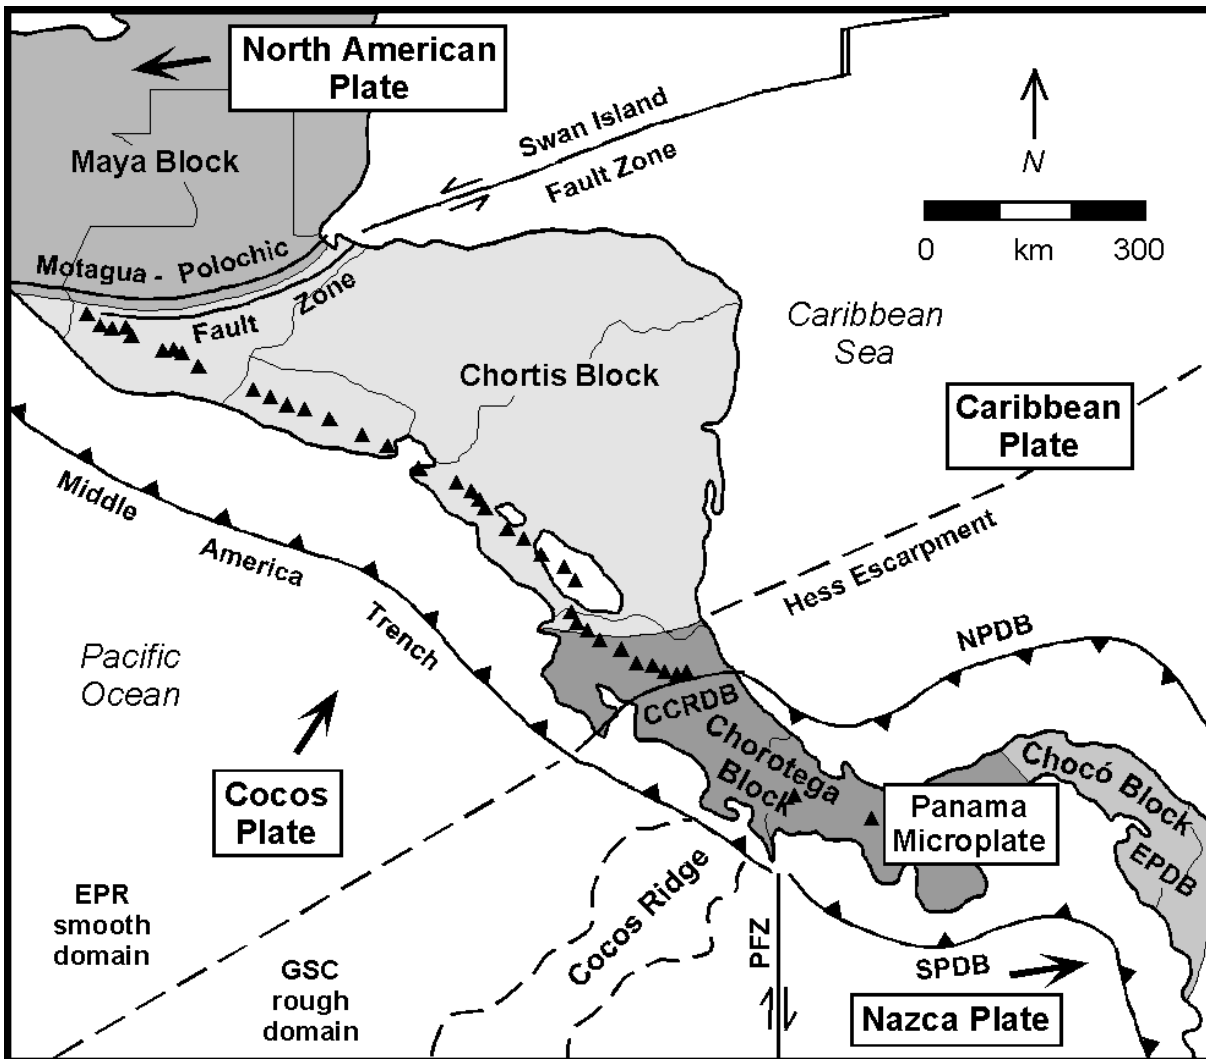 North American
Plate
Swan Island
Fault Zone
N
Maya Block
0 km 300
Motagua - Polochic
Fault Zone
Caribbean
Sea
Chortis Block
Caribbean
Plate
Middle America Trench
Hess Escarpment
NPDB
Pacific
Ocean
CCRDB
Chorotega
Block
Chocó Block
Cocos
Plate
Panama
Microplate
EPDB
Cocos Ridge
EPR
smooth
domain
PFZ
SPDB
GSC
rough
domain
Nazca Plate